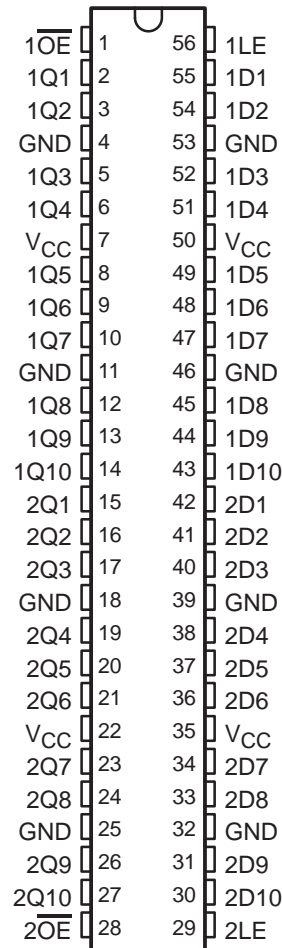 1O̅E̅ 1 56 1LE
1Q1 2 55 1D1
1Q2 3 54 1D2
GND 4 53 GND
1Q3 5 52 1D3
1Q4 6 51 1D4
VCC 7 50 VCC
1Q5 8 49 1D5
1Q6 9 48 1D6
1Q7 10 47 1D7
GND 11 46 GND
1Q8 12 45 1D8
1Q9 13 44 1D9
1Q10 14 43 1D10
2Q1 15 42 2D1
2Q2 16 41 2D2
2Q3 17 40 2D3
GND 18 39 GND
2Q4 19 38 2D4
2Q5 20 37 2D5
2Q6 21 36 2D6
VCC 22 35 VCC
2Q7 23 34 2D7
2Q8 24 33 2D8
GND 25 32 GND
2Q9 26 31 2D9
2Q10 27 30 2D10
2O̅E̅ 28 29 2LE